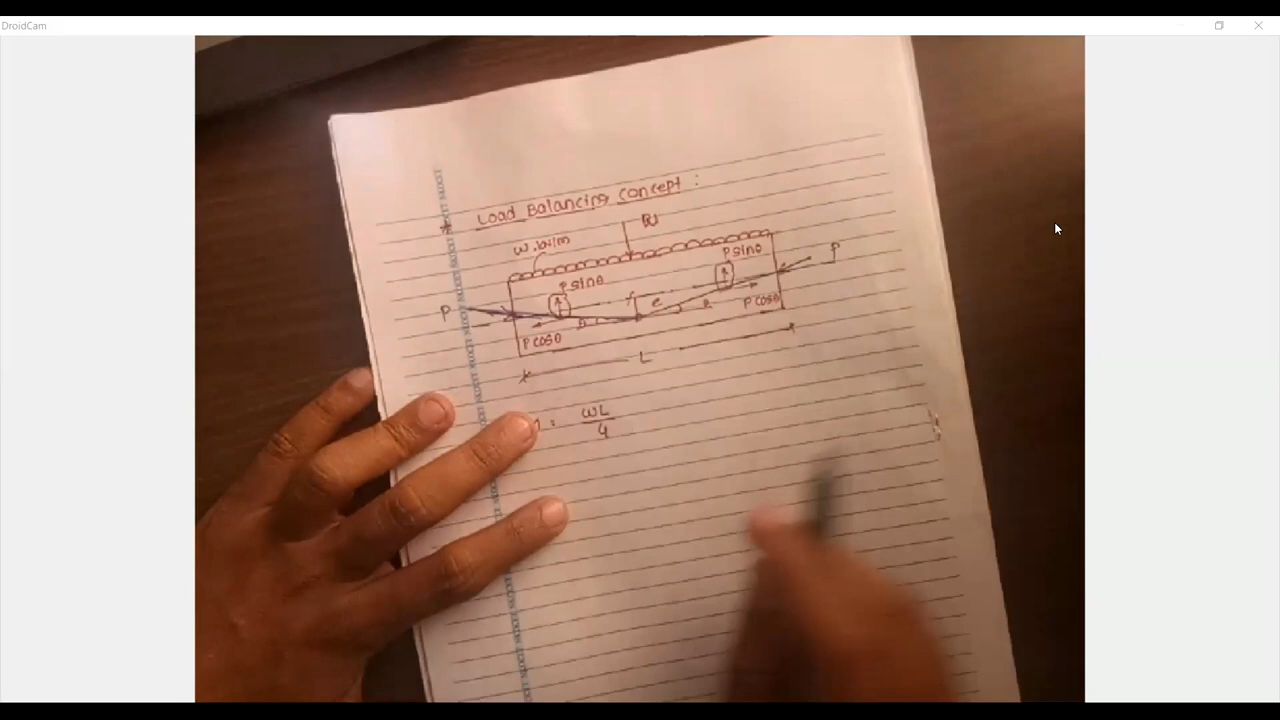 DroidCam
* Load Balancing Concept :
W
w kN/m
P sinθ
P sinθ
P
P
e
θ
θ
P cosθ
P cosθ
L
= WL/4